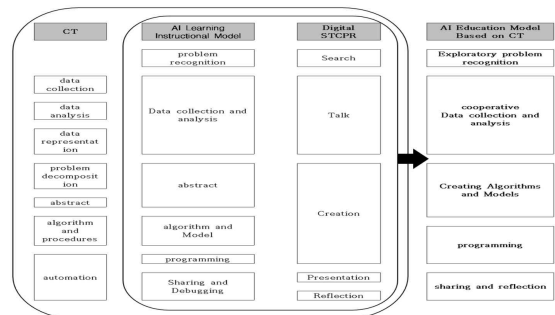 CT
data
collection
data
analysis
data
representat
ion
problem
decomposit
ion
abstract
algorithm
and
procedures
automation
AI Learning
Instructional Model
problem
recognition
Data collection and
analysis
abstract
algorithm and
Model
programming
Sharing and
Debugging
Digital
STCPR
Search
Talk
Creation
Presentation
Reflection
AI Education Model
Based on CT
Exploratory problem
recognition
cooperative
Data collection and
analysis
Creating Algorithms
and Models
programming
sharing and reflection